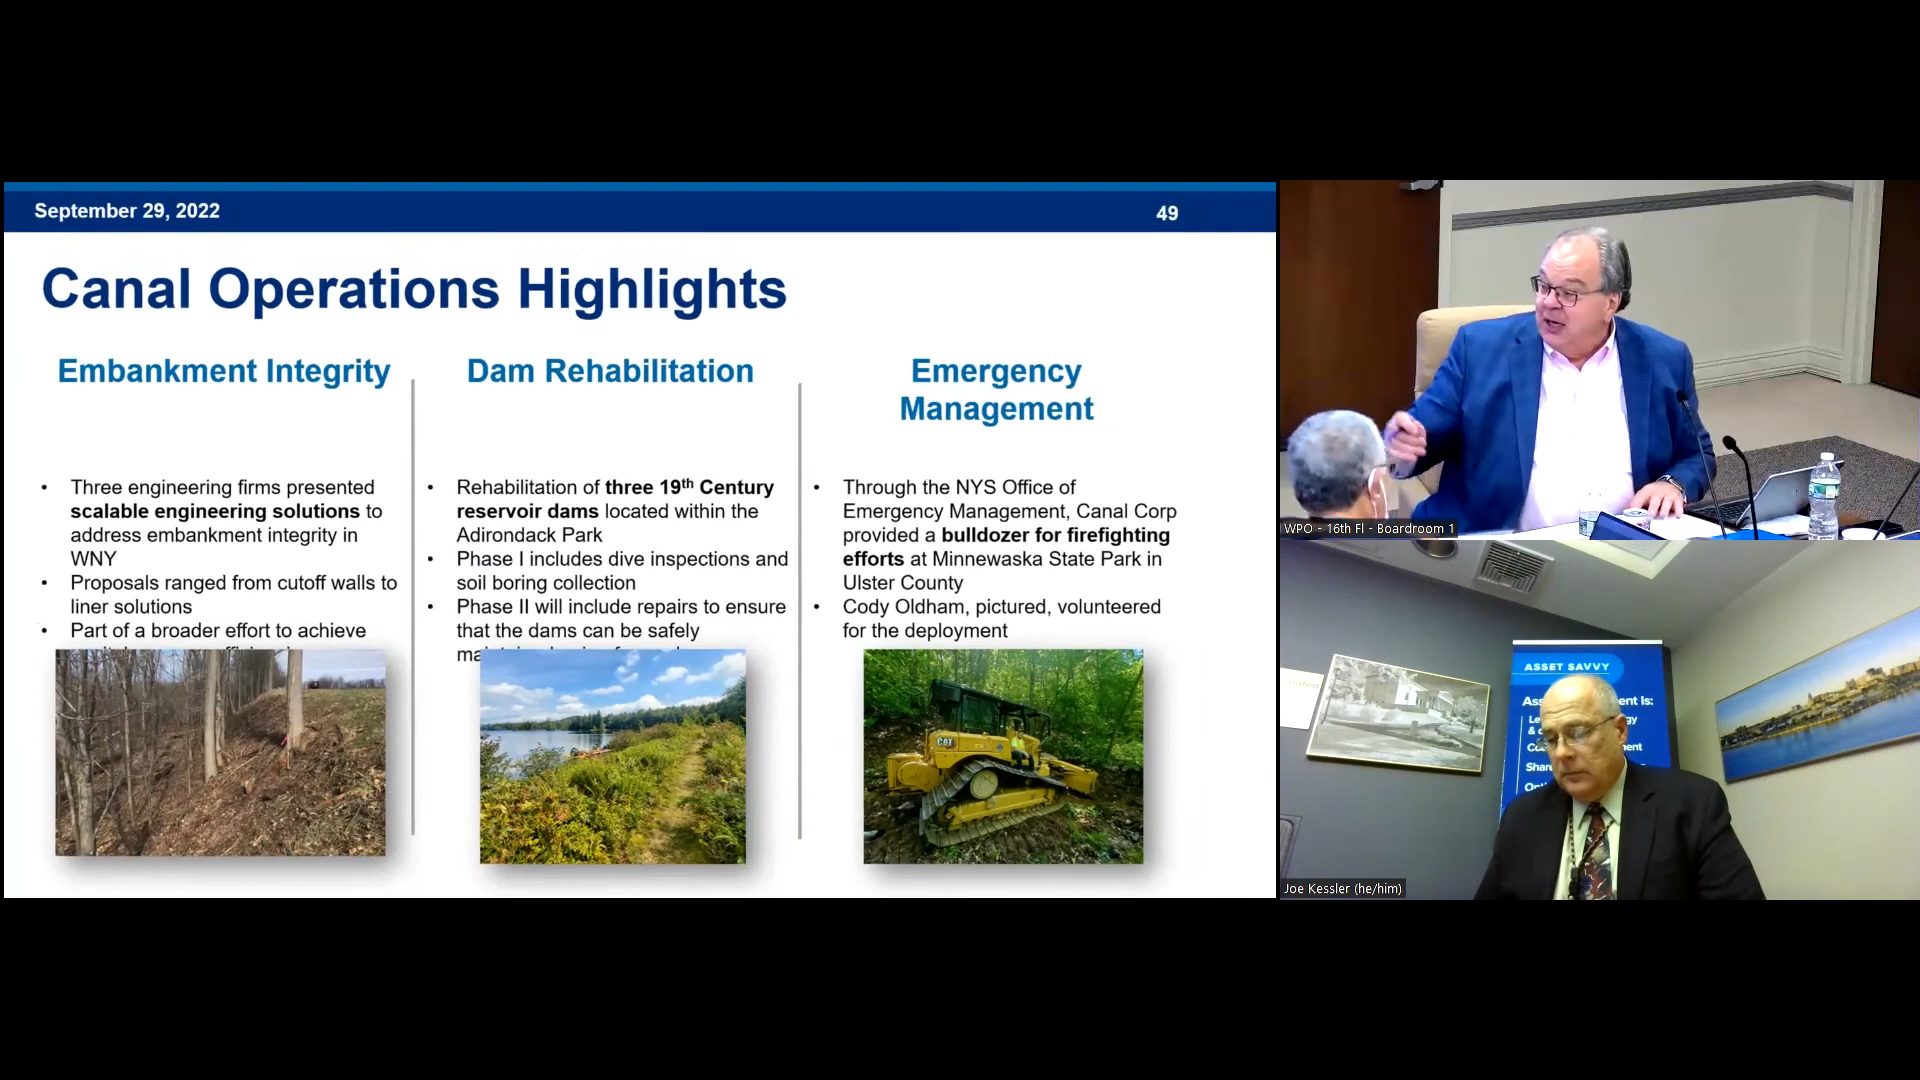 September 29, 2022
49
Canal Operations Highlights
Embankment Integrity
• Three engineering firms presented
scalable engineering solutions to
address embankment integrity in
WNY
• Proposals ranged from cutoff walls to
liner solutions
• Part of a broader effort to achieve
Dam Rehabilitation
• Rehabilitation of three 19th Century
reservoir dams located within the
Adirondack Park
• Phase I includes dive inspections and
soil boring collection
• Phase II will include repairs to ensure
that the dams can be safely
Emergency
Management
• Through the NYS Office of
Emergency Management, Canal Corp
provided a bulldozer for firefighting
efforts at Minnewaska State Park in
Ulster County
• Cody Oldham, pictured, volunteered
for the deployment
CAT
WPO - 16th Fl - Boardroom 1
ASSET SAVVY
Joe Kessler (he/him)